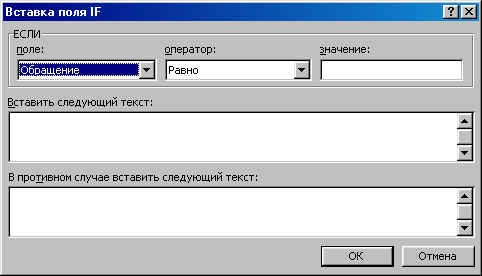 Вставка поля IF
ЕСЛИ
поле: оператор: значение:
Обращение Равно
Вставить следующий текст:
В противном случае вставить следующий текст:
OK Отмена